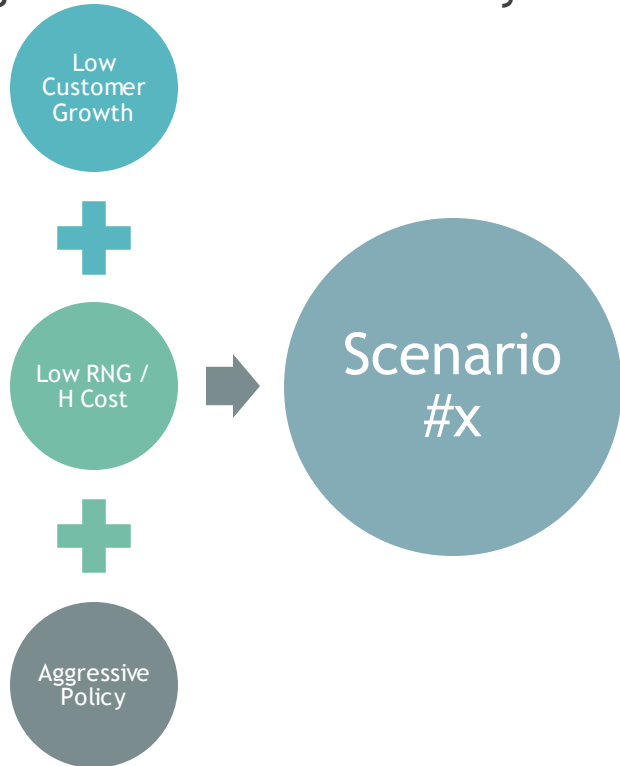 Low
Customer
Growth
Low RNG /
H Cost
Scenario
#x
Aggressive
Policy